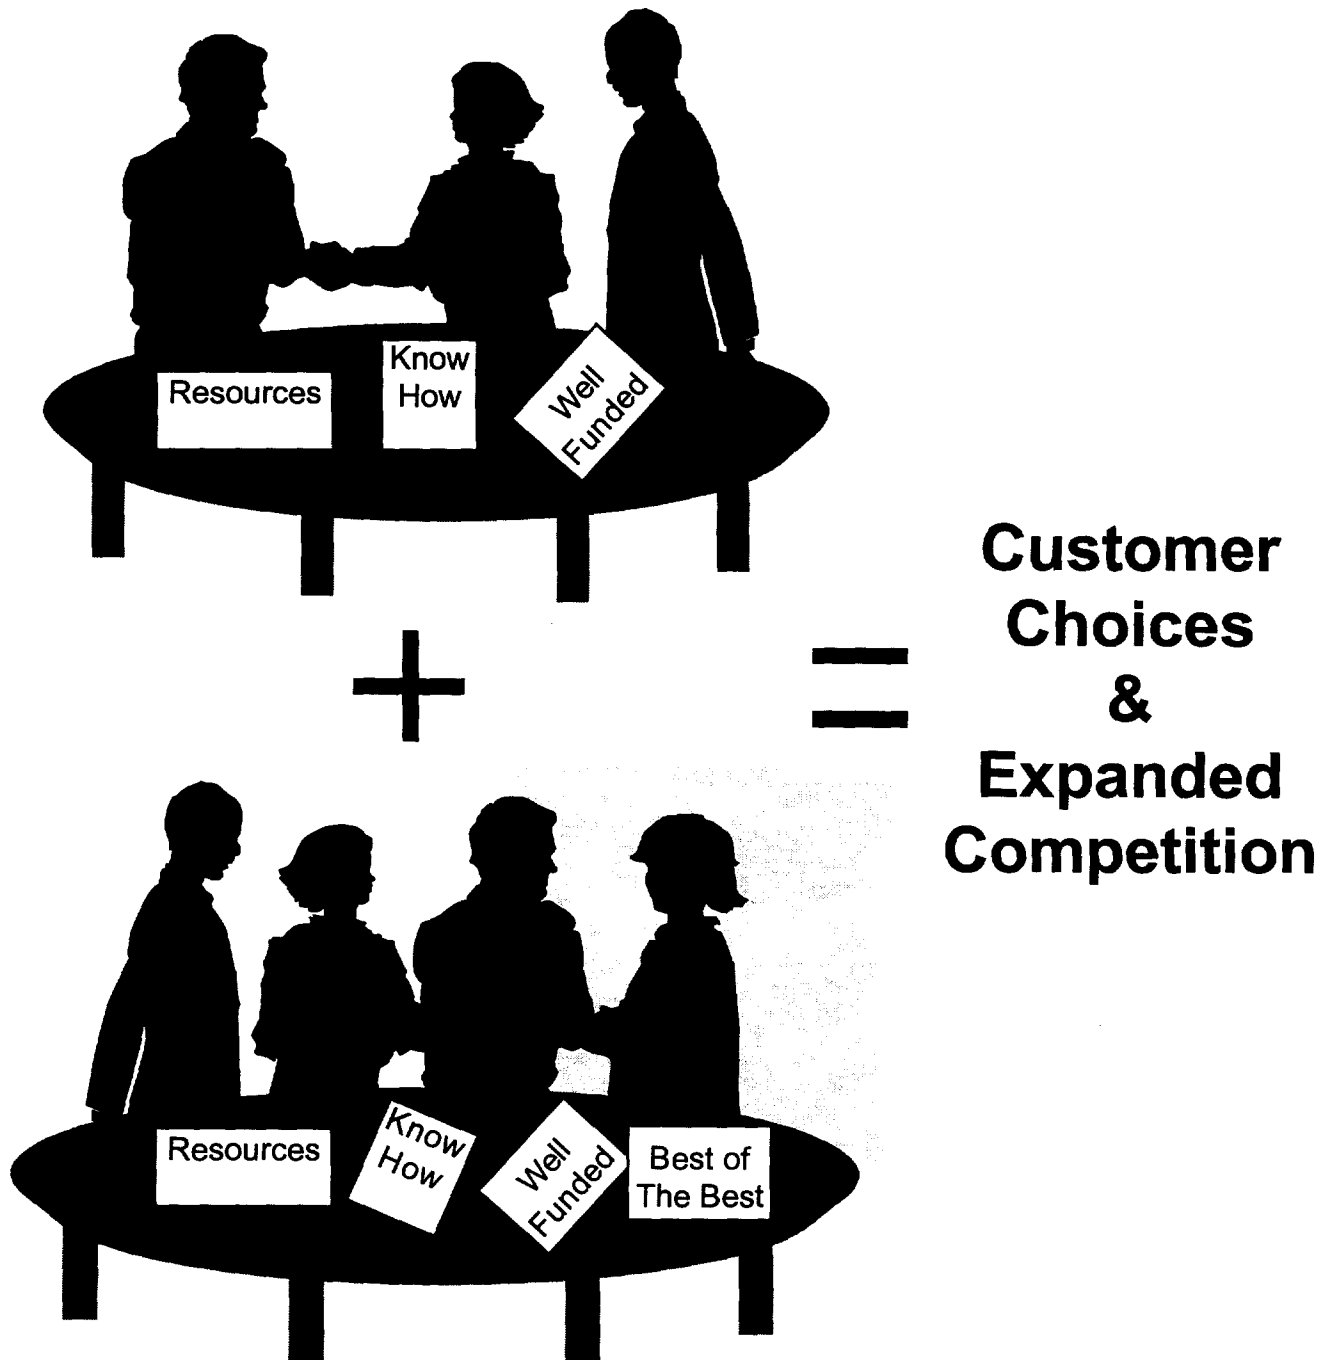 Resources
Know
How
Well
Funded
+
=
Customer
Choices
&
Expanded
Competition
Resources
Know
How
Well
Funded
Best of
The Best